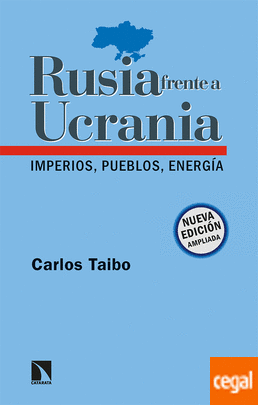 Rusia frente a
Ucrania
IMPERIOS, PUEBLOS, ENERGÍA
NUEVA
EDICIÓN
AMPLIADA
Carlos Taibo
CATARATA
cegal